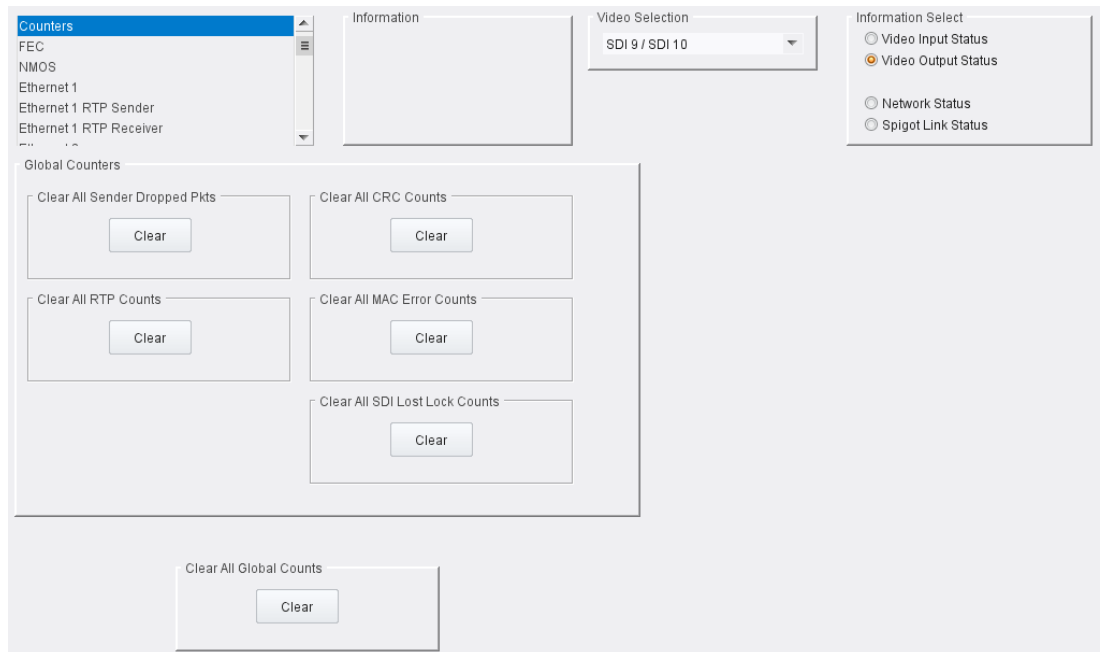 Counters
FEC
NMOS
Ethernet 1
Ethernet 1 RTP Sender
Ethernet 1 RTP Receiver
Information
Video Selection
SDI 9 / SDI 10
Information Select
Video Input Status
Video Output Status
Network Status
Spigot Link Status
Global Counters
Clear All Sender Dropped Pkts
Clear
Clear All CRC Counts
Clear
Clear All RTP Counts
Clear
Clear All MAC Error Counts
Clear
Clear All SDI Lost Lock Counts
Clear
Clear All Global Counts
Clear